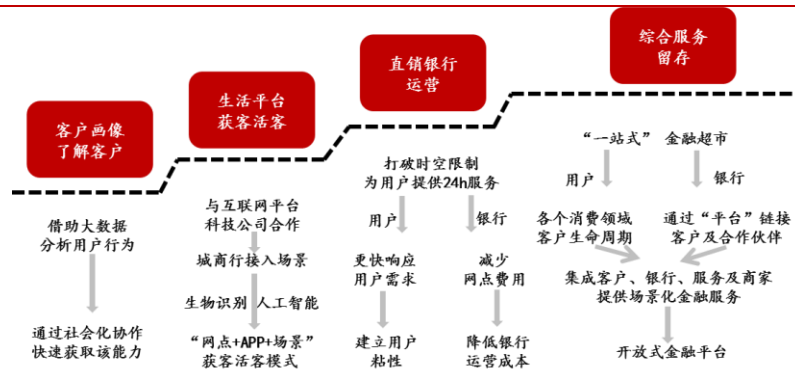 客户画像
了解客户
借助大数据
分析用户行为
通过社会化协作
快速获取该能力
生活平台
获客活客
与互联网平台
科技公司合作
城商行接入场景
生物识别 人工智能
“网点+APP+场景”
获客活客模式
直销银行
运营
打破时空限制
为用户提供24h服务
用户 银行
更快响应
用户需求
减少
网点费用
建立用户
粘性
降低银行
运营成本
综合服务
留存
“一站式” 金融超市
用户 银行
各个消费领域
客户生命周期
通过“平台”链接
客户及合作伙伴
集成客户、银行、服务及商家
提供场景化金融服务
开放式金融平台